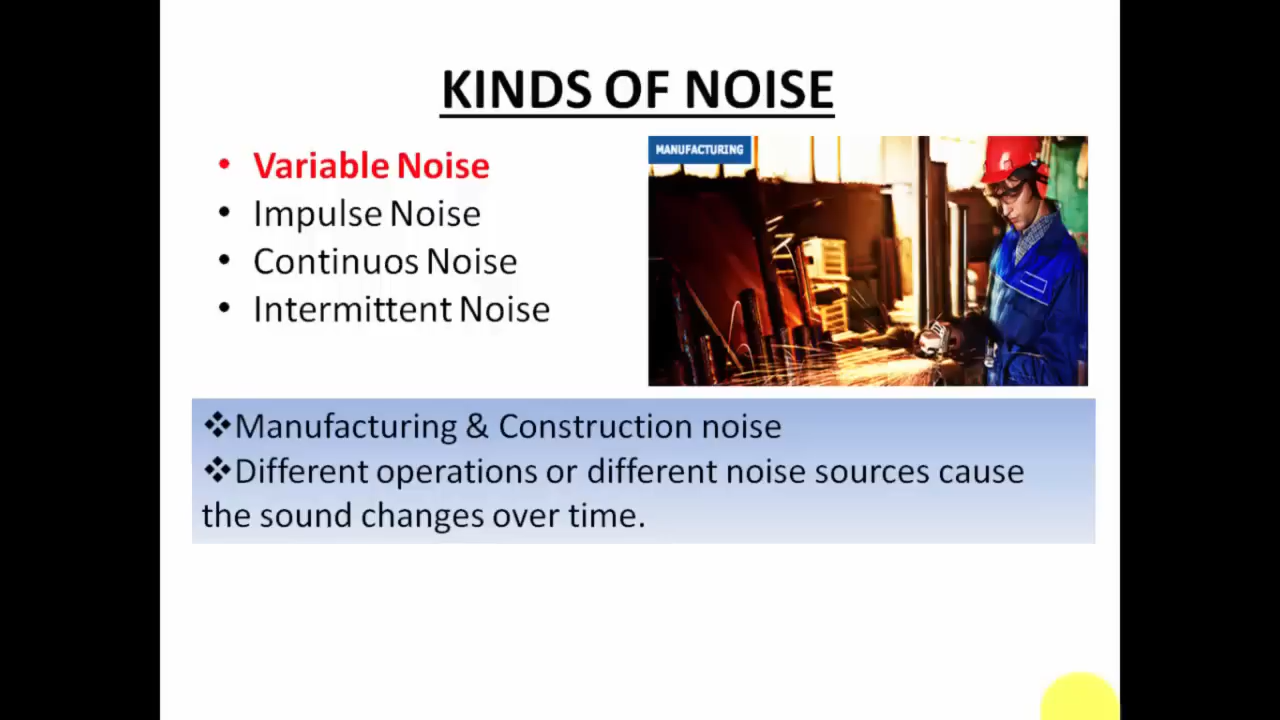 KINDS OF NOISE
• Variable Noise
• Impulse Noise
• Continuos Noise
• Intermittent Noise
MANUFACTURING
❖Manufacturing & Construction noise
❖Different operations or different noise sources cause
the sound changes over time.